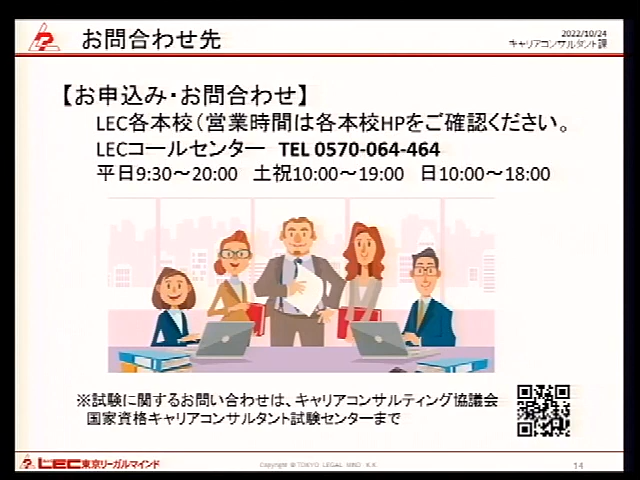 お問合わせ先
2022/10/24
キャリアコンサルタント課
【お申込み・お問合わせ】
LEC各本校（営業時間は各本校HPをご確認ください。
LECコールセンター TEL 0570-064-464
平日9:30～20:00 土祝10:00～19:00 日10:00～18:00
※試験に関するお問い合わせは、キャリアコンサルティング協議会
国家資格キャリアコンサルタント試験センターまで
LEC東京リーガルマインド
Copyright © TOKYO LEGAL MIND K.K.
14